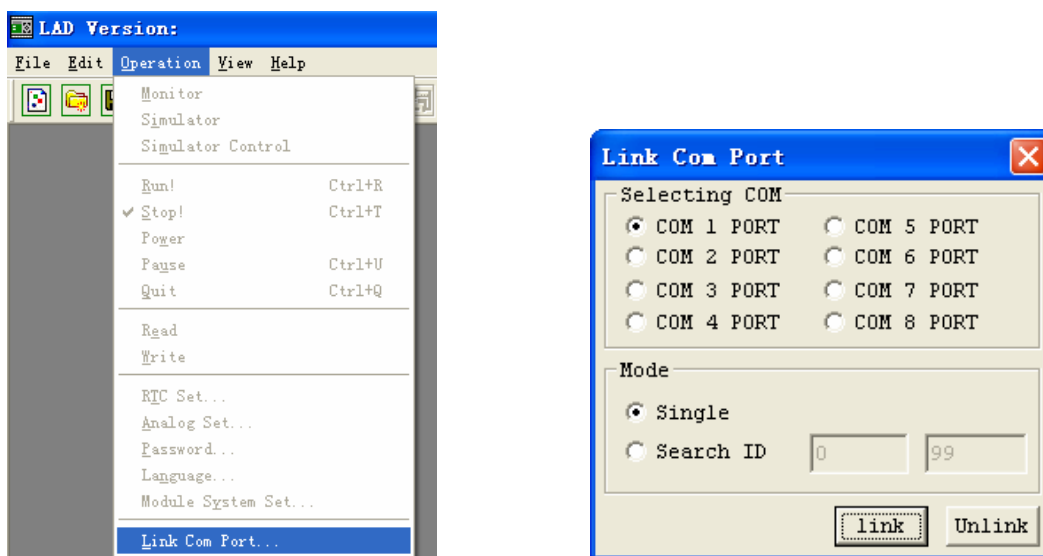 LAD Version:
File Edit Operation View Help
Monitor
Simulator
Simulator Control
Run! Ctrl+R
Stop! Ctrl+T
Power
Pause Ctrl+U
Quit Ctrl+Q
Read
Write
RTC Set...
Analog Set...
Password...
Language...
Module System Set...
Link Com Port...
Link Com Port
Selecting COM
COM 1 PORT COM 5 PORT
COM 2 PORT COM 6 PORT
COM 3 PORT COM 7 PORT
COM 4 PORT COM 8 PORT
Mode
Single
Search ID 0 99
link Unlink